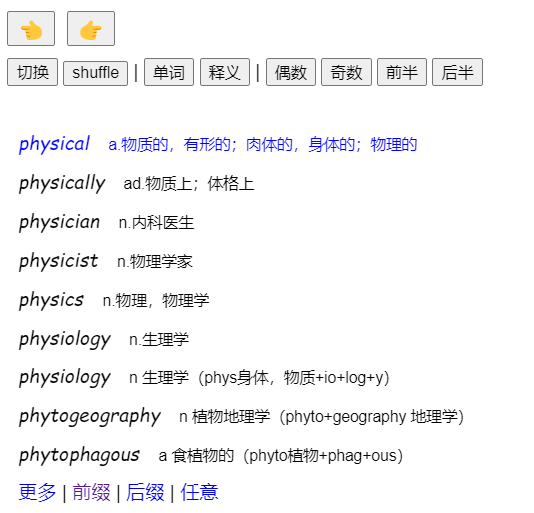 切换 shuffle | 单词 释义 | 偶数 奇数 前半 后半
physical a.物质的，有形的；肉体的，身体的；物理的
physically ad.物质上；体格上
physician n.内科医生
physicist n.物理学家
physics n.物理，物理学
physiology n.生理学
physiology n 生理学（phys身体，物质+io+log+y）
phytogeography n 植物地理学（phyto+geography 地理学）
phytophagous a 食植物的（phyto植物+phag+ous）
更多 | 前缀 | 后缀 | 任意